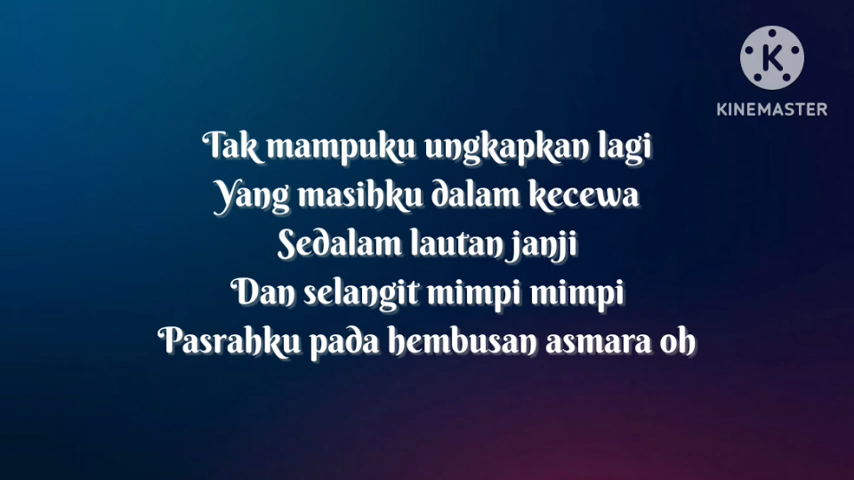 K
KINEMASTER
Tak mampuku ungkapkan lagi
Yang masihku dalam kecewa
Sedalam lautan janji
Dan selangit mimpi mimpi
Pasrahku pada hembusan asmara oh